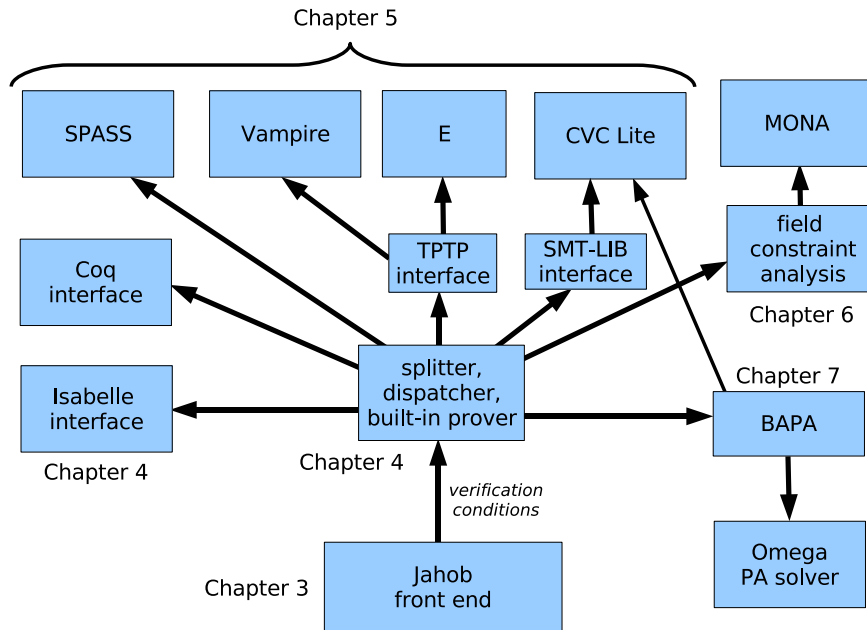 Chapter 5
SPASS
Vampire
E
CVC Lite
MONA
TPTP
interface
SMT-LIB
interface
field
constraint
analysis
Coq
interface
Chapter 6
splitter,
dispatcher,
built-in prover
Chapter 7
Isabelle
interface
BAPA
Chapter 4
Chapter 4
verification
conditions
Omega
PA solver
Chapter 3
Jahob
front end